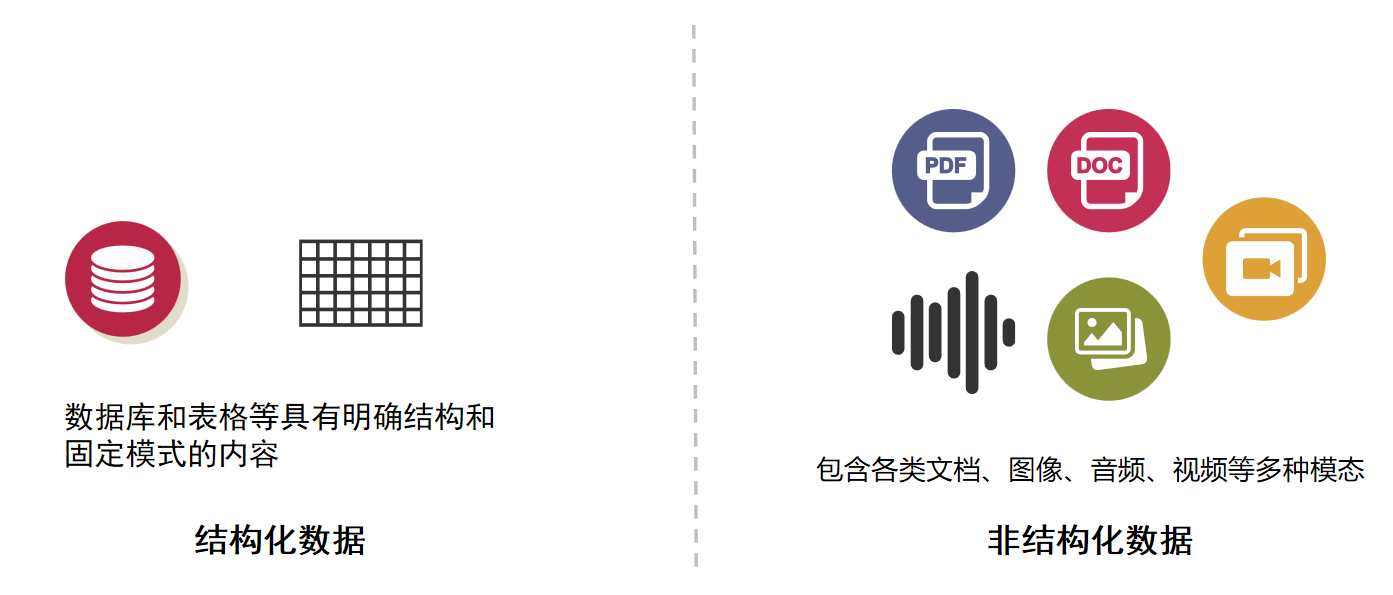 数据库和表格等具有明确结构和
固定模式的内容
结构化数据
PDF
DOC
包含各类文档、图像、音频、视频等多种模态
非结构化数据